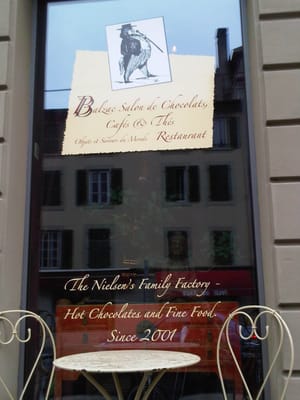 Balzac Salon de Chocolats,
Cafés & Thés
Objets et Saveurs du Monde Restaurant
The Nielsen's Family Factory -
Hot Chocolates and Fine Food.
Since 2001